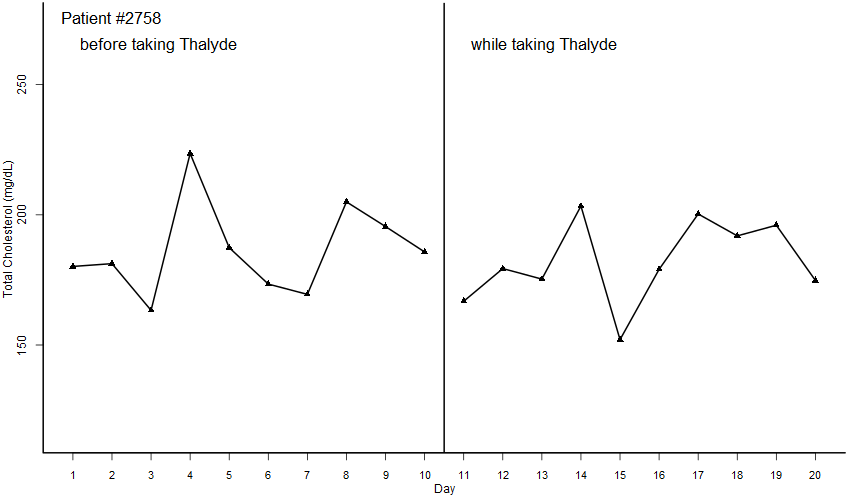 Patient #2758
before taking Thalyde
while taking Thalyde
Total Cholesterol (mg/dL)
250
200
150
1 2 3 4 5 6 7 8 9 10 11 12 13 14 15 16 17 18 19 20
Day